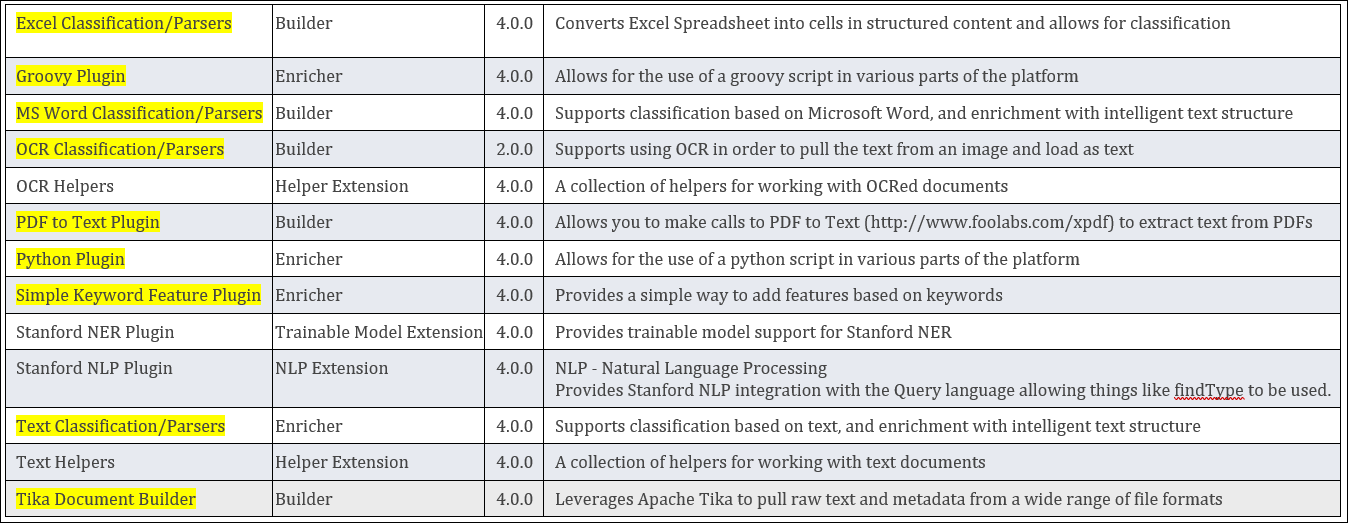 Excel Classification/Parsers Builder 4.0.0 Converts Excel Spreadsheet into cells in structured content and allows for classification
Groovy Plugin Enricher 4.0.0 Allows for the use of a groovy script in various parts of the platform
MS Word Classification/Parsers Builder 4.0.0 Supports classification based on Microsoft Word, and enrichment with intelligent text structure
OCR Classification/Parsers Builder 2.0.0 Supports using OCR in order to pull the text from an image and load as text
OCR Helpers Helper Extension 4.0.0 A collection of helpers for working with OCRed documents
PDF to Text Plugin Builder 4.0.0 Allows you to make calls to PDF to Text (http://www.foolabs.com/xpdf) to extract text from PDFs
Python Plugin Enricher 4.0.0 Allows for the use of a python script in various parts of the platform
Simple Keyword Feature Plugin Enricher 4.0.0 Provides a simple way to add features based on keywords
Stanford NER Plugin Trainable Model Extension 4.0.0 Provides trainable model support for Stanford NER
Stanford NLP Plugin NLP Extension 4.0.0 NLP - Natural Language Processing
Provides Stanford NLP integration with the Query language allowing things like findType to be used.
Text Classification/Parsers Enricher 4.0.0 Supports classification based on text, and enrichment with intelligent text structure
Text Helpers Helper Extension 4.0.0 A collection of helpers for working with text documents
Tika Document Builder Builder 4.0.0 Leverages Apache Tika to pull raw text and metadata from a wide range of file formats